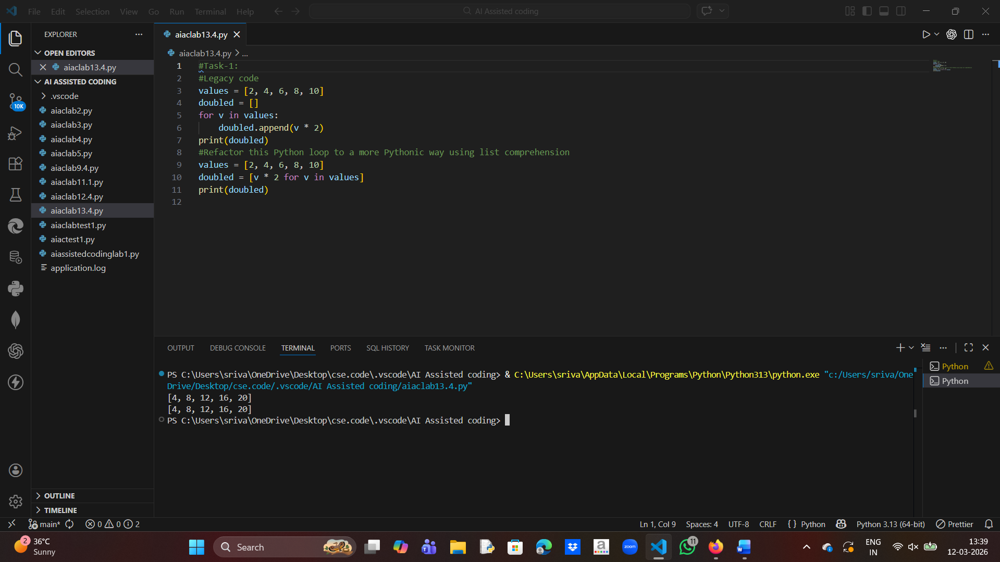 File Edit Selection View Go Run Terminal Help
AI Assisted coding
EXPLORER
OPEN EDITORS
aiaclab13.4.py
AI ASSISTED CODING
.vscode
aiaclab2.py
aiaclab3.py
aiaclab4.py
aiaclab5.py
aiaclab9.4.py
aiaclab11.1.py
aiaclab12.4.py
aiaclab13.4.py
aiaclabtest1.py
aiactest1.py
aiassistedcodinglab1.py
application.log
OUTLINE
TIMELINE
10K
aiaclab13.4.py
aiaclab13.4.py > ...
1 #Task-1:
2 #Legacy code
3 values = [2, 4, 6, 8, 10]
4 doubled = []
5 for v in values:
6     doubled.append(v * 2)
7 print(doubled)
8 #Refactor this Python loop to a more Pythonic way using list comprehension
9 values = [2, 4, 6, 8, 10]
10 doubled = [v * 2 for v in values]
11 print(doubled)
12
OUTPUT DEBUG CONSOLE TERMINAL PORTS SQL HISTORY TASK MONITOR
PS C:\Users\sriva\OneDrive\Desktop\cse.code\.vscode\AI Assisted coding> & C:\Users\sriva\AppData\Local\Programs\Python\Python313\python.exe "c:/Users/sriva/One
Drive/Desktop/cse.code/.vscode/AI Assisted coding/aiaclab13.4.py"
[4, 8, 12, 16, 20]
[4, 8, 12, 16, 20]
PS C:\Users\sriva\OneDrive\Desktop\cse.code\.vscode\AI Assisted coding>
Python
Python
main* 0 0 2
Ln 1, Col 9 Spaces: 4 UTF-8 CRLF { } Python Python 3.13 (64-bit) Prettier
2
36°C
Sunny
Search
a
zoom
11
W
ENG
IN
13:39
12-03-2026